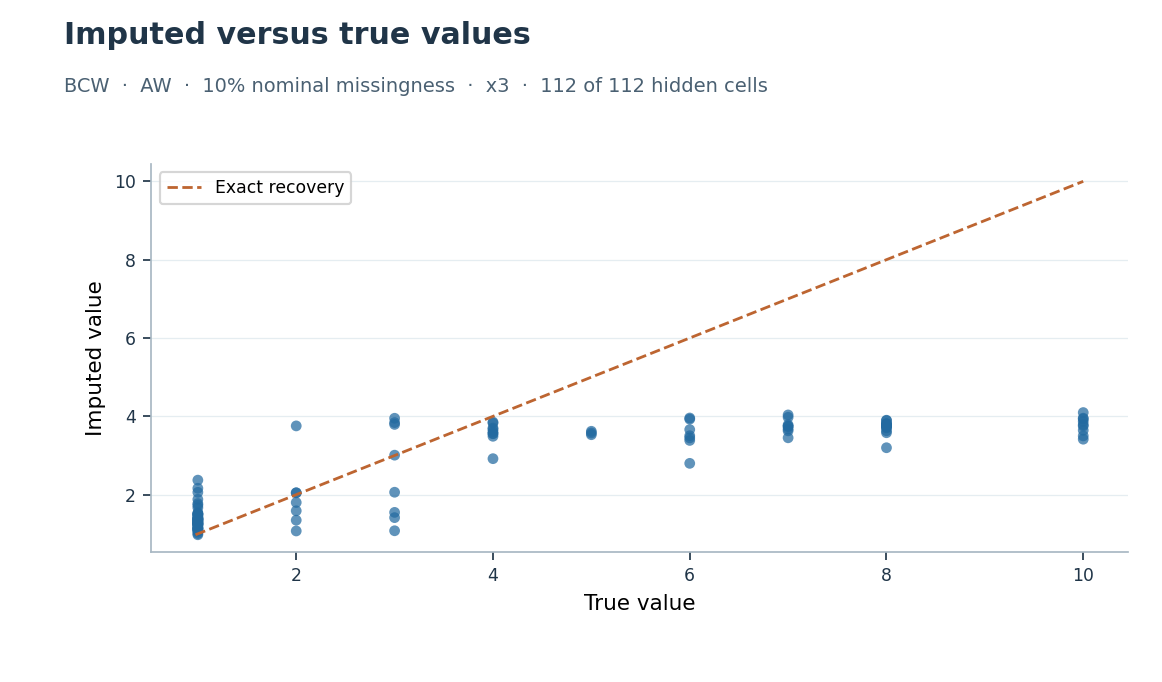 Imputed versus true values
BCW · AW · 10% nominal missingness · x3 · 112 of 112 hidden cells
Exact recovery
10
8
6
4
2
Imputed value
2
4
6
8
10
True value